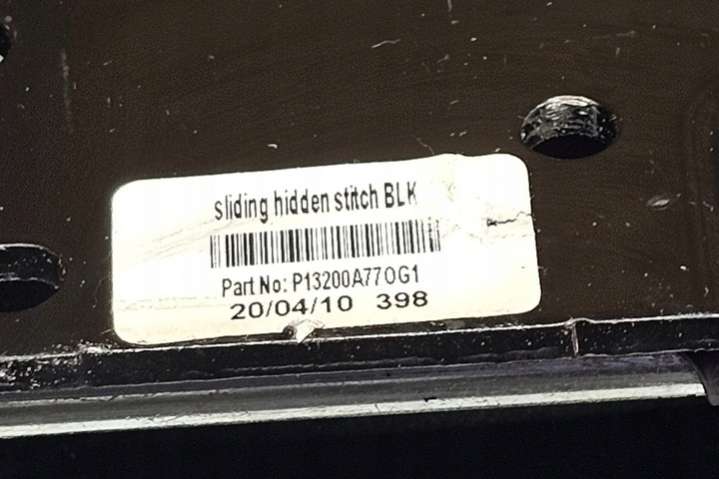 sliding hidden stitch BLK
Part No: P13200A77OG1
20/04/10 398